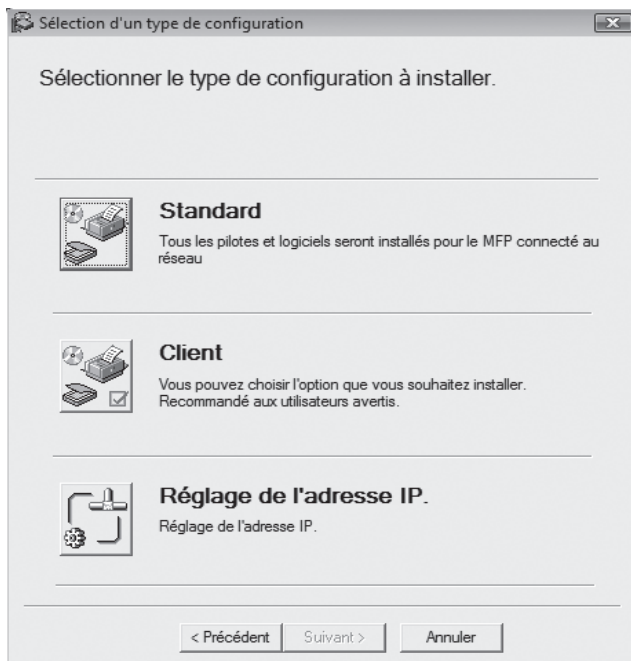 Sélection d'un type de configuration
Sélectionner le type de configuration à installer.
Standard
Tous les pilotes et logiciels seront installés pour le MFP connecté au
réseau
Client
Vous pouvez choisir l'option que vous souhaitez installer.
Recommandé aux utilisateurs avertis.
Réglage de l'adresse IP.
Réglage de l'adresse IP.
< Précédent
Suivant >
Annuler